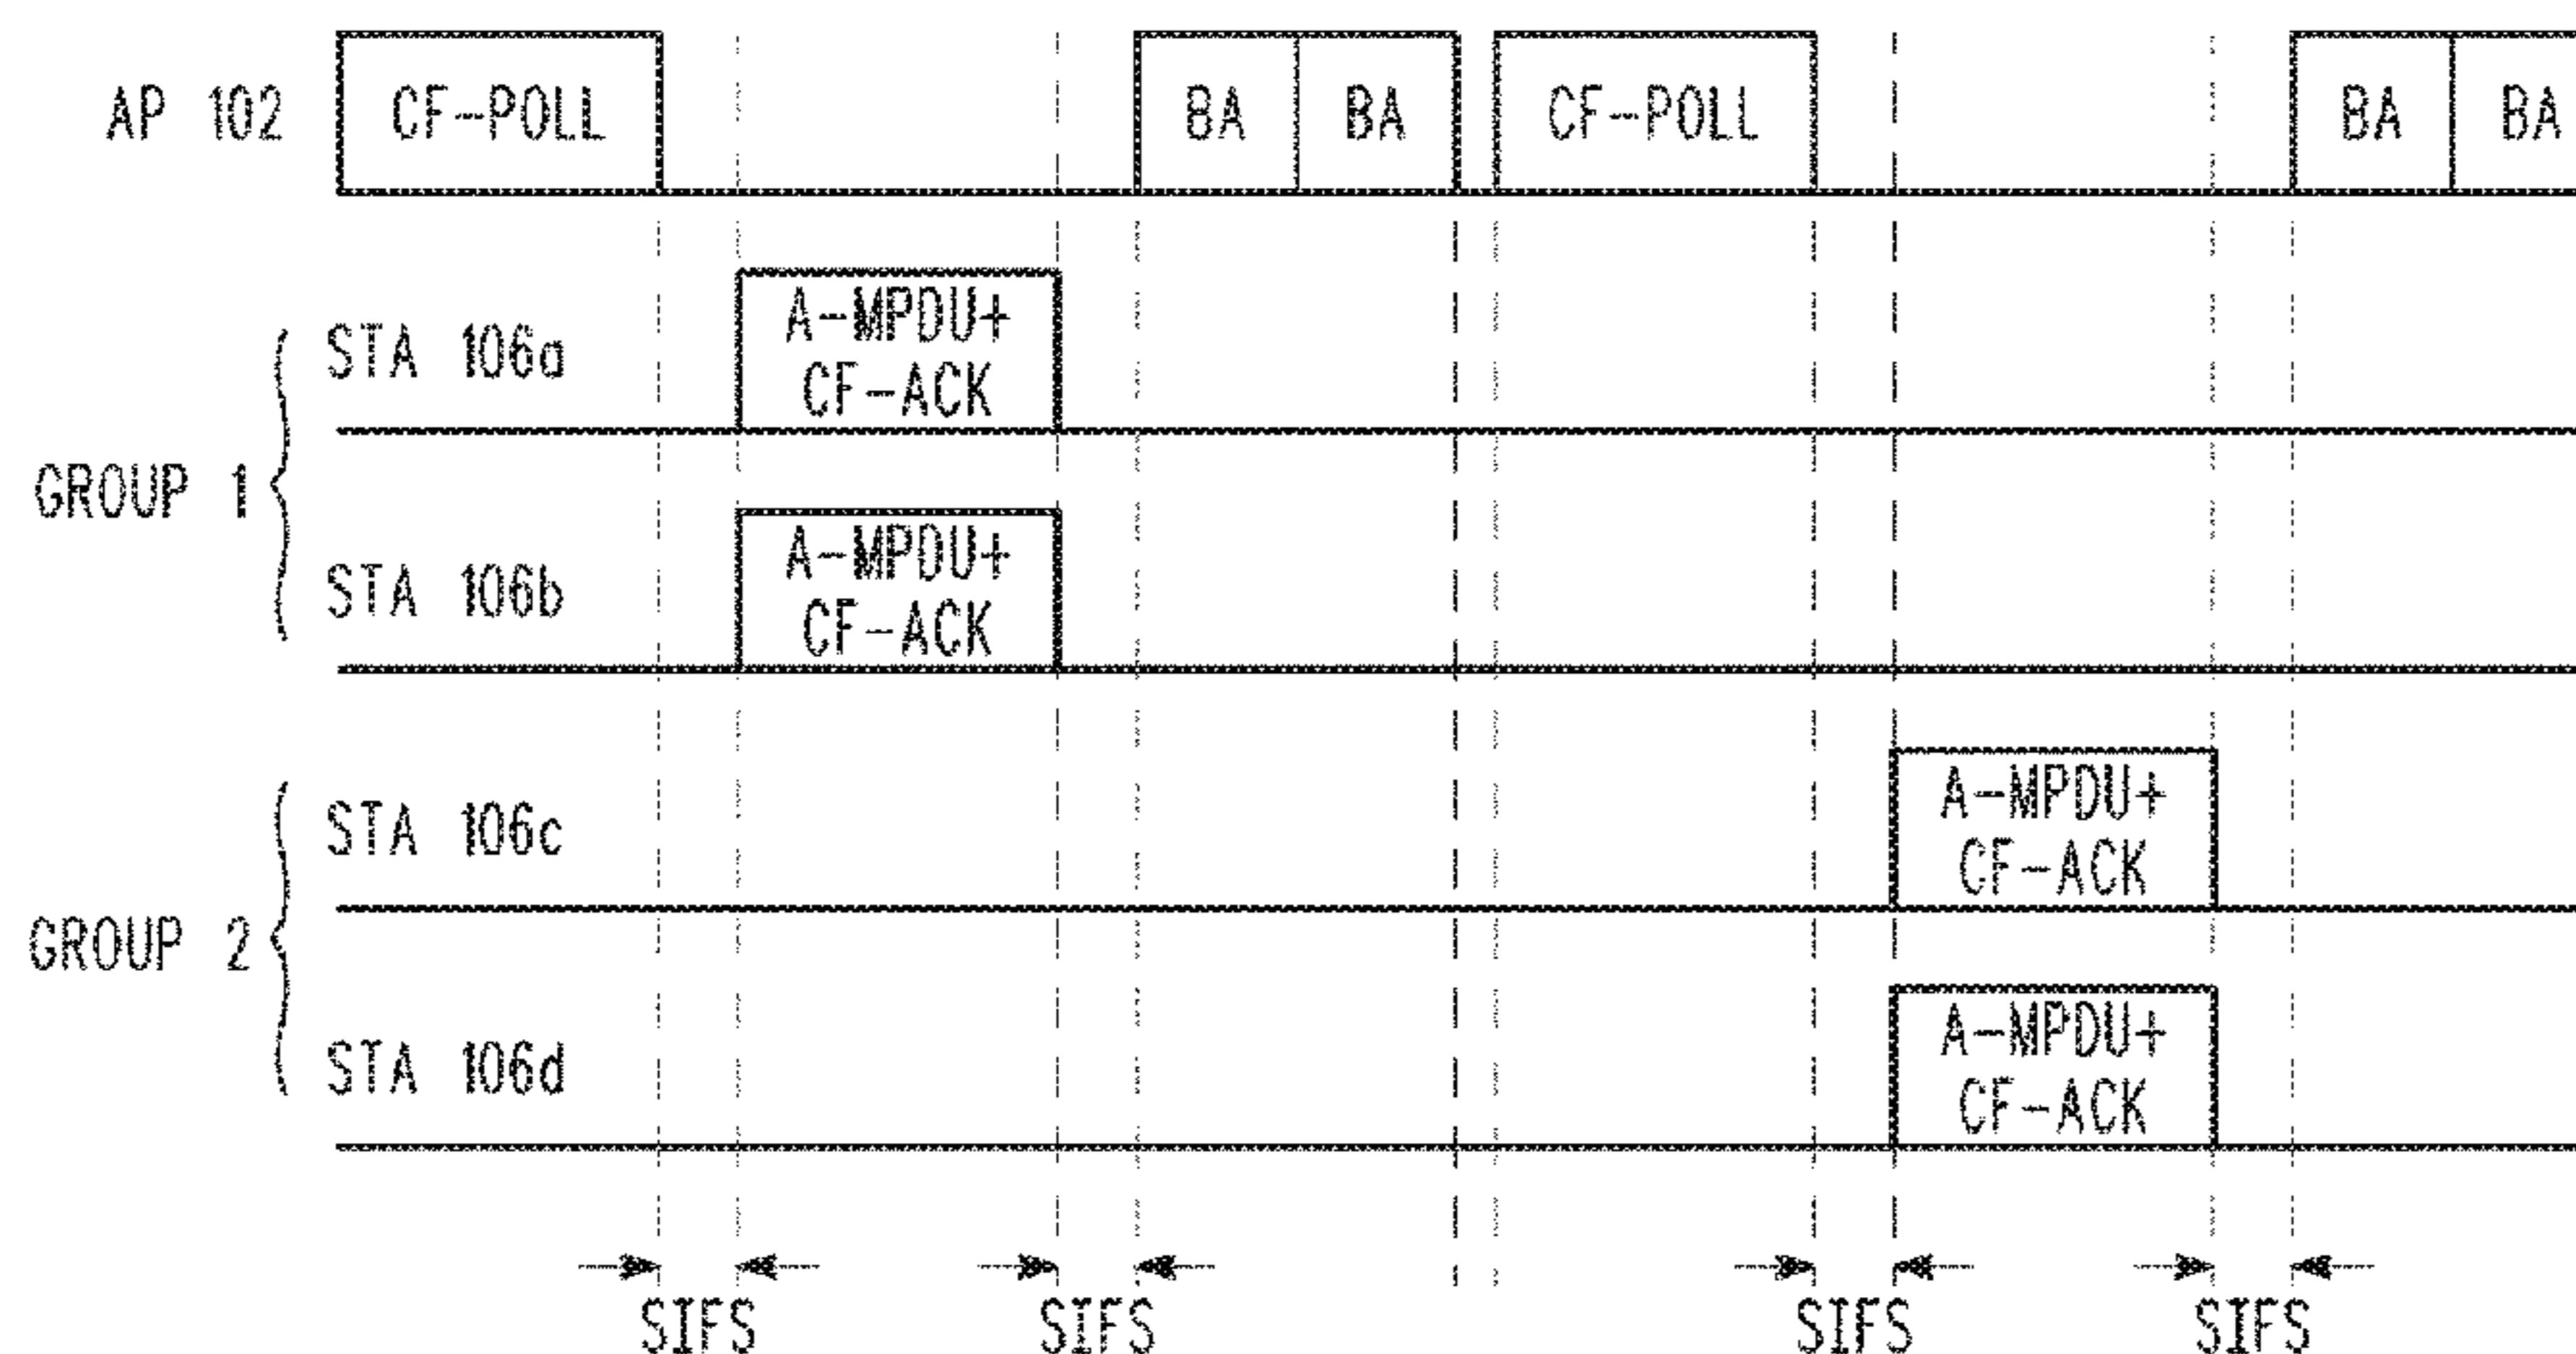 AP 102
CF-POLL
BA
BA
CF-POLL
BA
BA
GROUP 1
STA 106a
A-MPDU+
CF-ACK
STA 106b
A-MPDU+
CF-ACK
GROUP 2
STA 106c
A-MPDU+
CF-ACK
STA 106d
A-MPDU+
CF-ACK
SIFS
SIFS
SIFS
SIFS